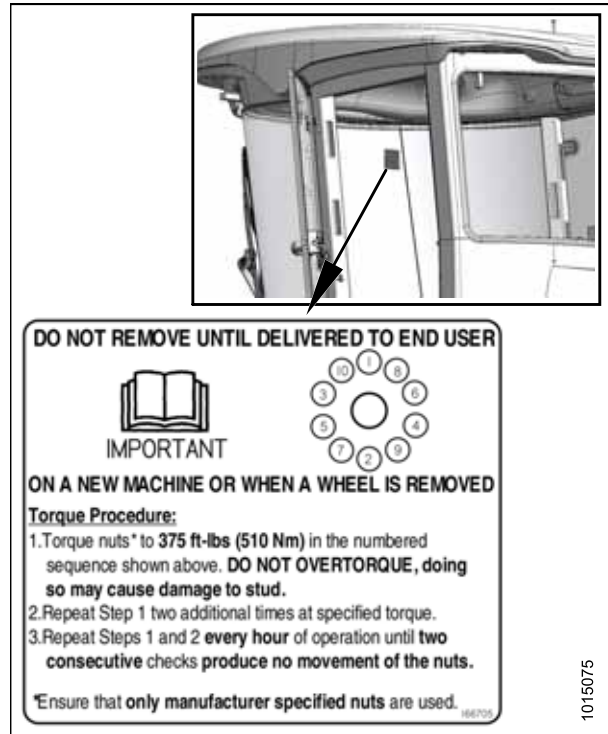 DO NOT REMOVE UNTIL DELIVERED TO END USER
10 1 8
3 6
5 4
7 2 9
IMPORTANT
ON A NEW MACHINE OR WHEN A WHEEL IS REMOVED
Torque Procedure:
1.Torque nuts* to 375 ft-lbs (510 Nm) in the numbered
sequence shown above. DO NOT OVERTORQUE, doing
so may cause damage to stud.
2.Repeat Step 1 two additional times at specified torque.
3.Repeat Steps 1 and 2 every hour of operation until two
consecutive checks produce no movement of the nuts.
*Ensure that only manufacturer specified nuts are used.
166705
1015075